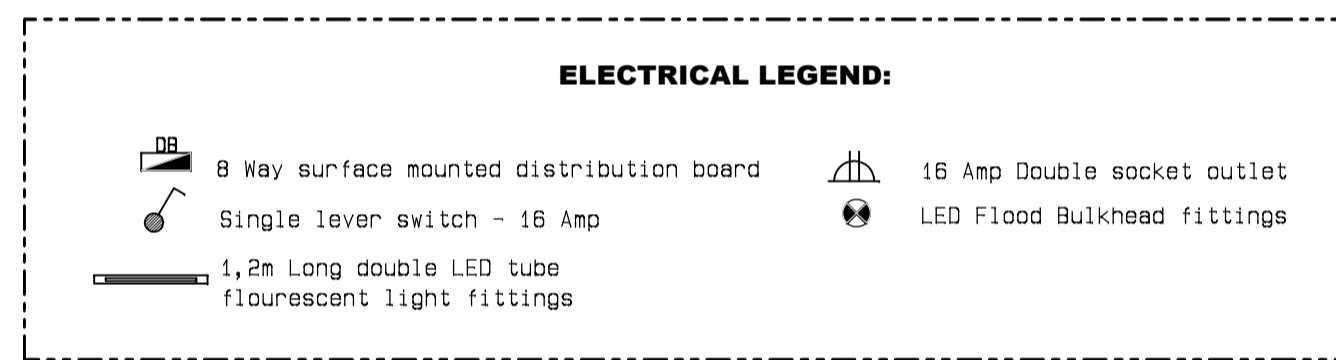 ELECTRICAL LEGEND:
DB
8 Way surface mounted distribution board
Single lever switch - 16 Amp
1,2m Long double LED tube
flourescent light fittings
16 Amp Double socket outlet
LED Flood Bulkhead fittings